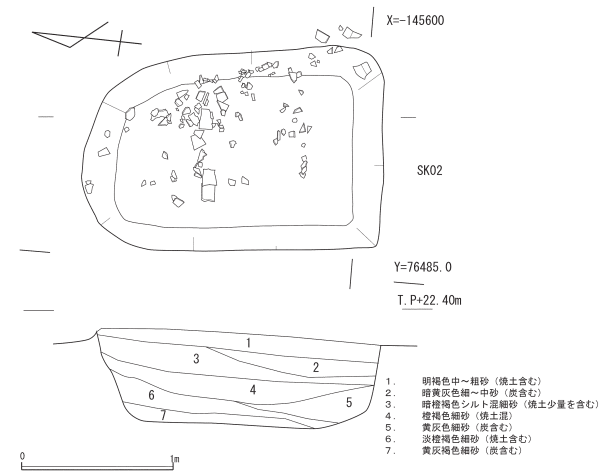 X=-145600
SK02
Y=76485.0
T.P+22.40m
1
2
3
4
5
6
7
1. 明褐色中～粗砂（焼土含む）
2. 暗黄灰色細～中砂（炭含む）
3. 暗橙褐色シルト混細砂（焼土少量を含む）
4. 橙褐色細砂（焼土混）
5. 黄灰色細砂（炭含む）
6. 淡橙褐色細砂（焼土含む）
7. 黄灰褐細砂（炭含む）
0 1m